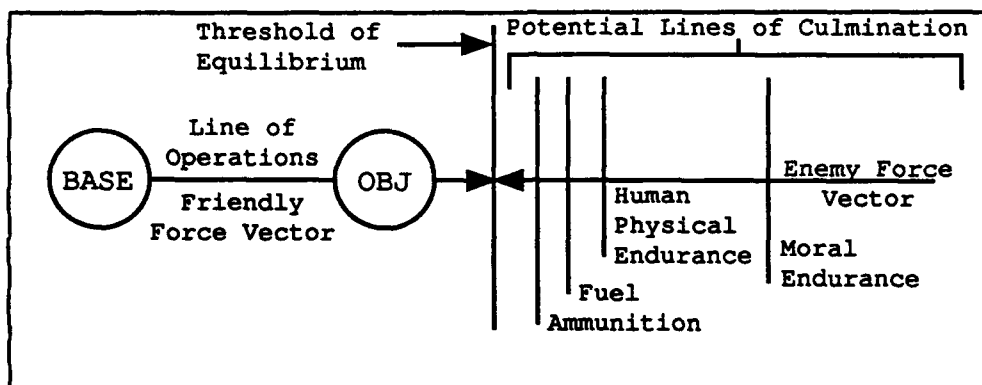 Threshold of
Equilibrium
Potential Lines of Culmination
BASE
Line of
Operations
Friendly
Force Vector
OBJ
Enemy Force
Vector
Human
Physical
Endurance
Moral
Endurance
Fuel
Ammunition